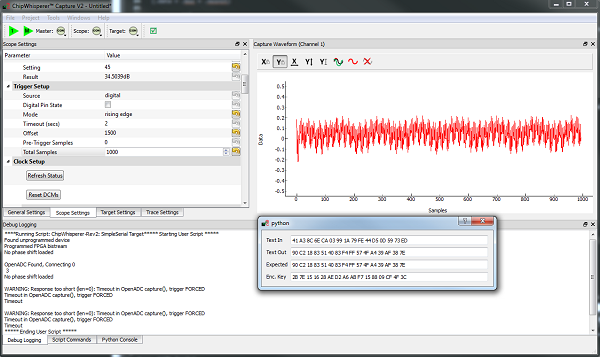 ChipWhisperer™ Capture V2 - Untitled*
File Project Tools Windows Help
Master: Scope: Target:
Scope Settings
Parameter Value
Setting 45
Result 34.5039dB
Trigger Setup
Source digital
Digital Pin State
Mode rising edge
Timeout (secs) 2
Offset 1500
Pre-Trigger Samples 0
Total Samples 1000
Clock Setup
Refresh Status
Reset DCMs
General Settings Scope Settings Target Settings Trace Settings
Capture Waveform (Channel 1)
0.5
0.4
0.3
0.2
0.1
0.0
-0.1
-0.2
-0.3
-0.4
-0.5
Data
0 100 200 300 400 500 600 700 800 900 1000
Samples
Debug Logging
*****Running Script: ChipWhisperer-Rev2: SimpleSerial Target****** Starting User Script *****
Found unprogrammed device
Programmed FPGA bitstream
No phase shift loaded
OpenADC Found, Connecting 0
3
No phase shift loaded
WARNING: Response too short (len=0): Timeout in OpenADC capture(), trigger FORCED
Timeout in OpenADC capture(), trigger FORCED
Timeout
WARNING: Response too short (len=0): Timeout in OpenADC capture(), trigger FORCED
Timeout in OpenADC capture(), trigger FORCED
Timeout
***** Ending User Script *****
Debug Logging Script Commands Python Console
python
Text In 41 A3 8C 6E CA 03 99 1A 79 FE 44 D5 0D 59 73 ED
Text Out 90 C2 18 83 51 40 83 F4 FF 57 4F A4 39 AF 38 7E
Expected 90 C2 18 83 51 40 83 F4 FF 57 4F A4 39 AF 38 7E
Enc. Key 2B 7E 15 16 28 AE D2 A6 AB F7 15 88 09 CF 4F 3C